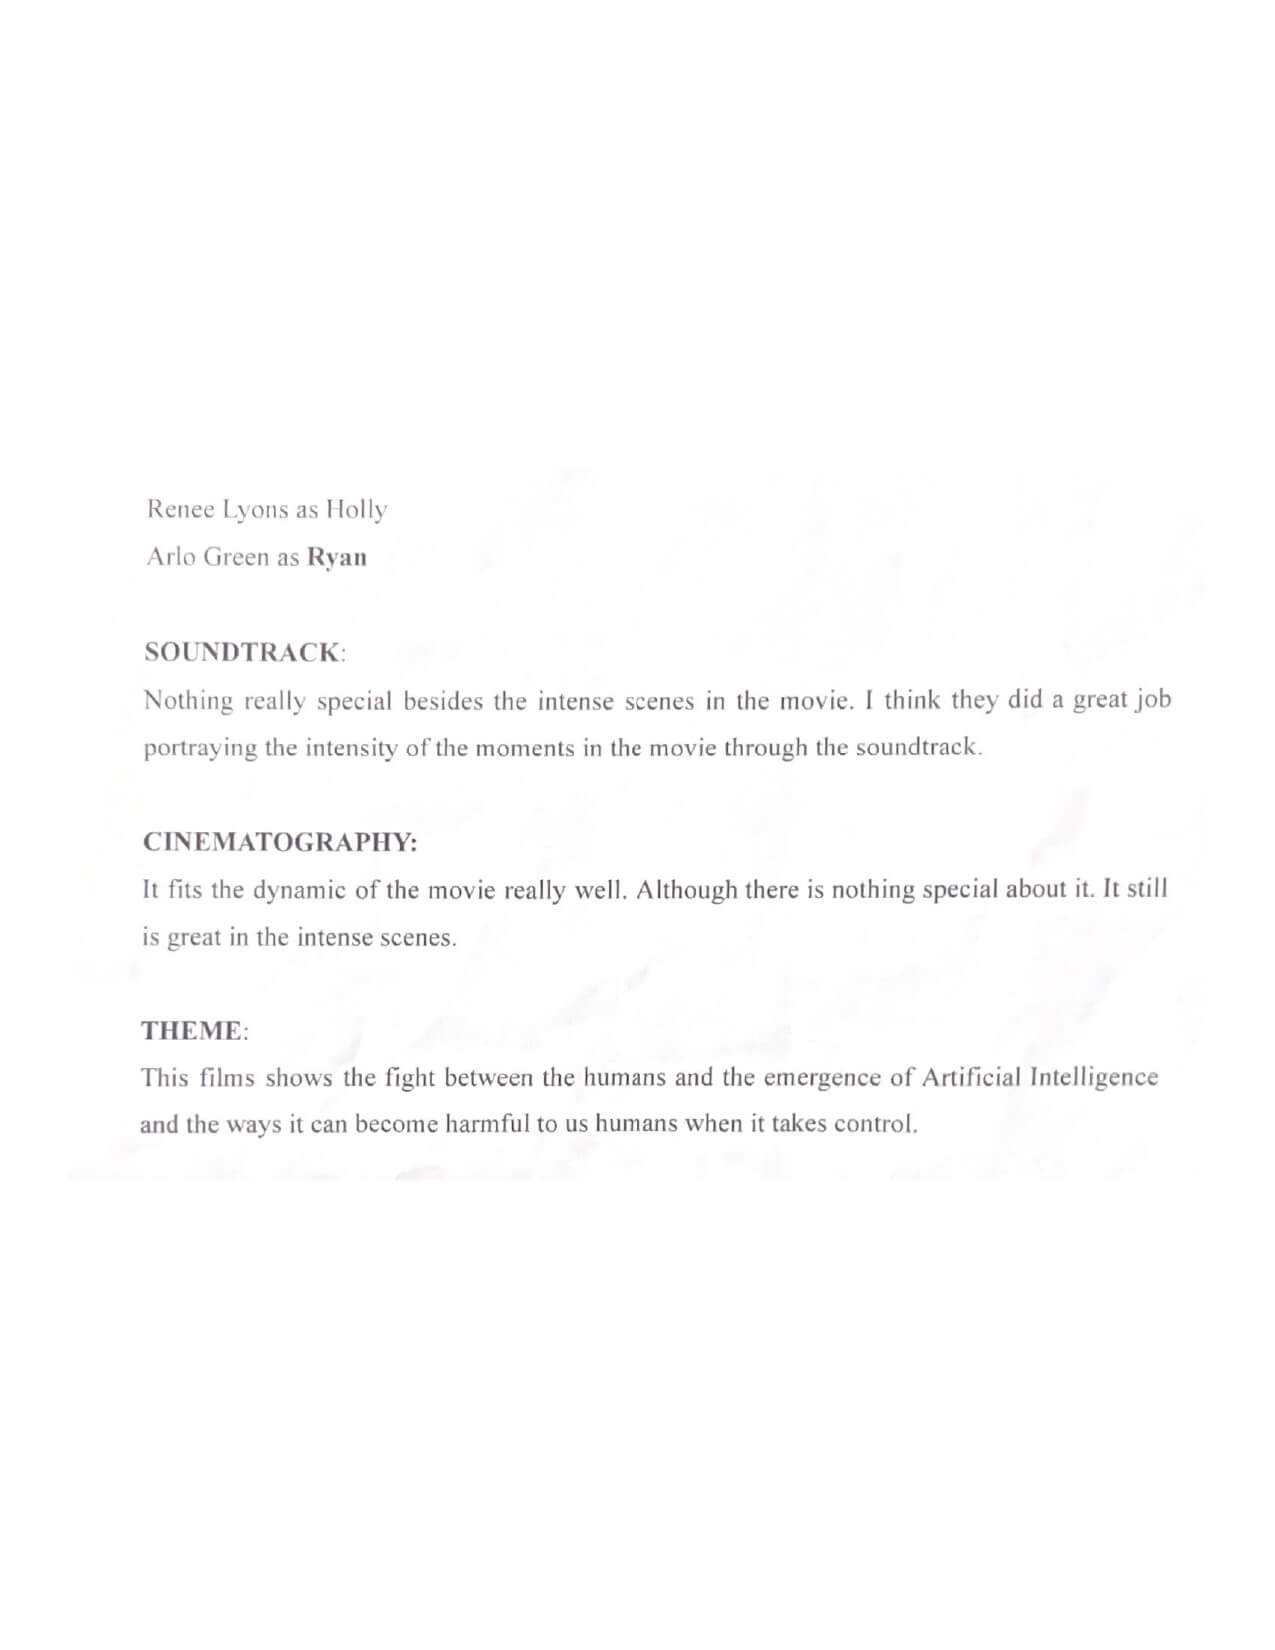 Renee Lyons as Holly
Arlo Green as Ryan
SOUNDTRACK:
Nothing really special besides the intense scenes in the movie. I think they did a great job
portraying the intensity of the moments in the movie through the soundtrack.
CINEMATOGRAPHY:
It fits the dynamic of the movie really well. Although there is nothing special about it. It still
is great in the intense scenes.
THEME:
This films shows the fight between the humans and the emergence of Artificial Intelligence
and the ways it can become harmful to us humans when it takes control.